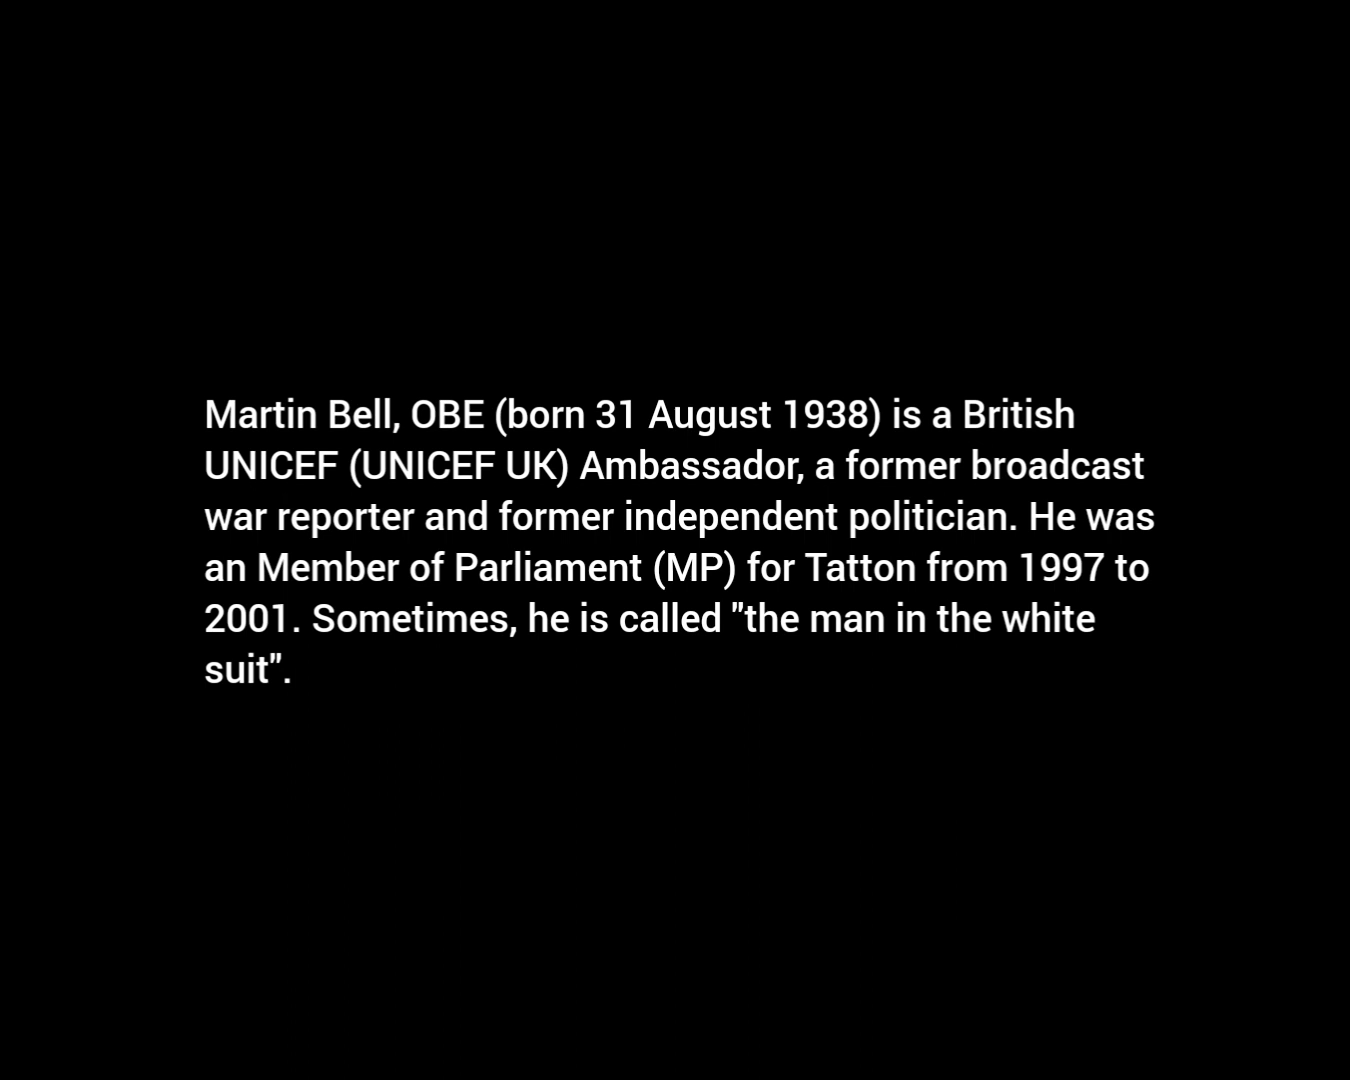 Martin Bell, OBE (born 31 August 1938) is a British
UNICEF (UNICEF UK) Ambassador, a former broadcast
war reporter and former independent politician. He was
an Member of Parliament (MP) for Tatton from 1997 to
2001. Sometimes, he is called "the man in the white
suit".